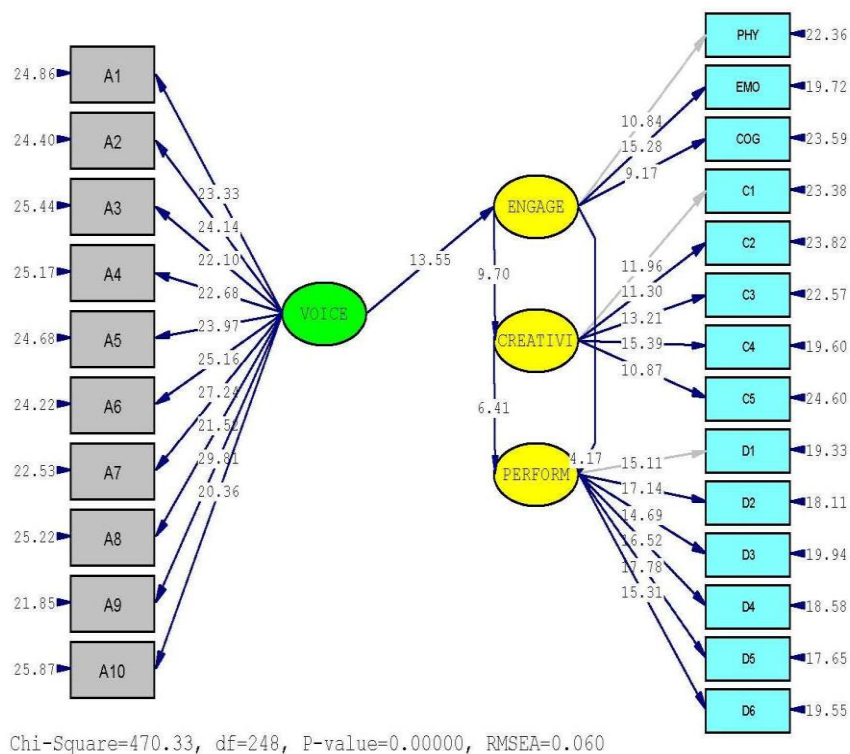 24.86 A1
24.40 A2
25.44 A3
25.17 A4
24.68 A5
24.22 A6
22.53 A7
25.22 A8
21.85 A9
25.87 A10
23.33
24.14
22.10
22.68
23.97
25.16
27.24
21.52
29.81
20.36
VOICE
13.55
ENGAGE
9.70
CREATIVI
6.41
PERFORM
4.17
10.84
15.28
9.17
11.96
11.30
13.21
15.39
10.87
15.11
17.14
14.69
16.52
17.78
15.31
PHY 22.36
EMO 19.72
COG 23.59
C1 23.38
C2 23.82
C3 22.57
C4 19.60
C5 24.60
D1 19.33
D2 18.11
D3 19.94
D4 18.58
D5 17.65
D6 19.55
Chi-Square=470.33, df=248, P-value=0.00000, RMSEA=0.060